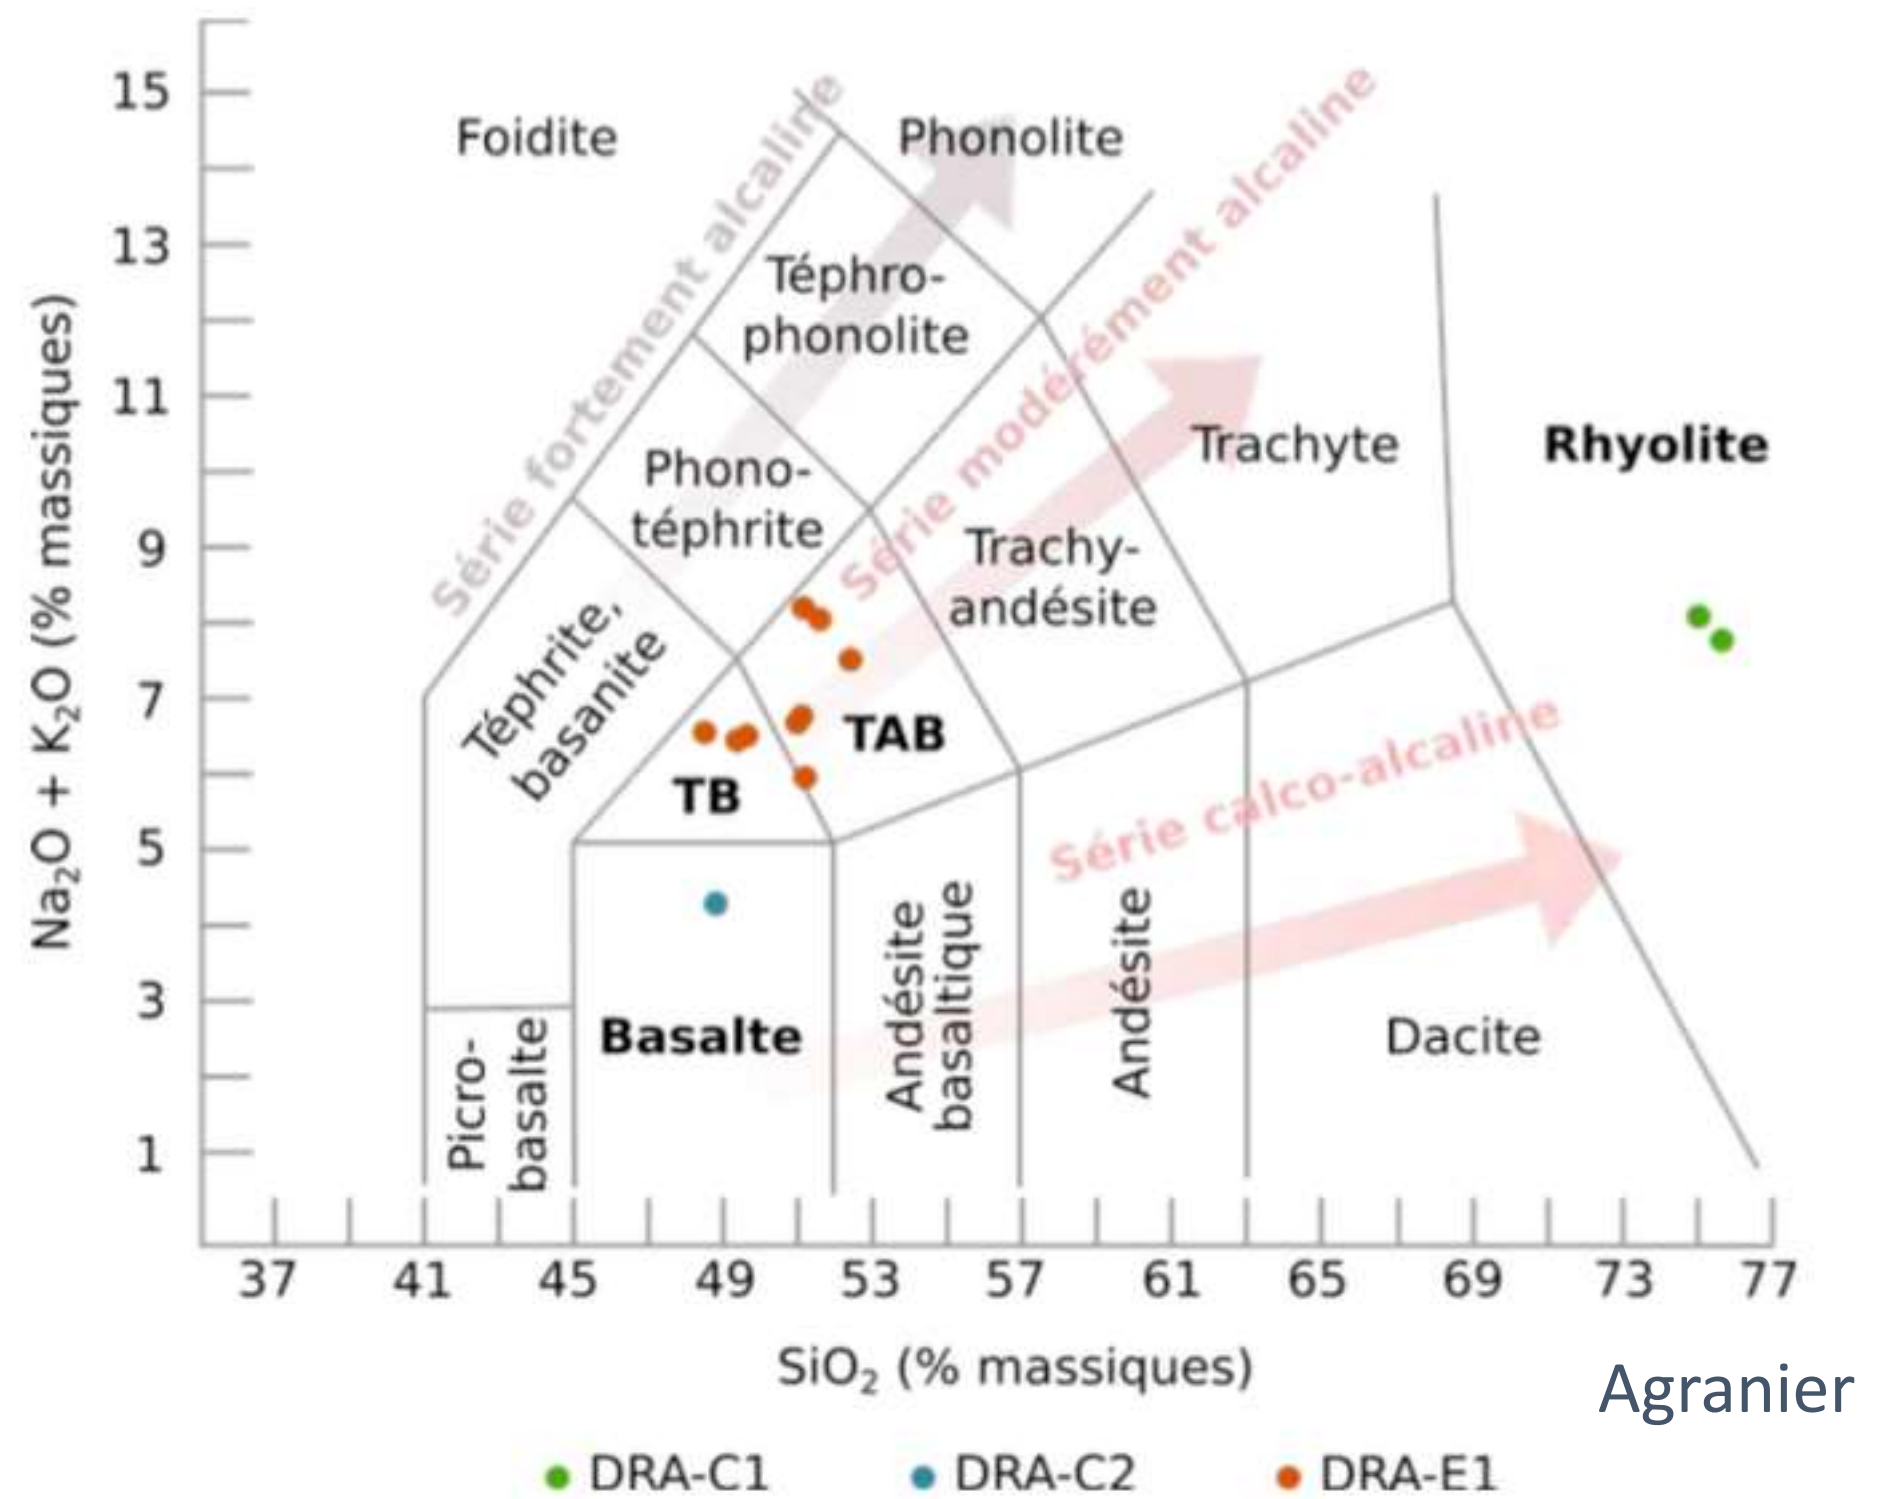 15
13
11
9
7
5
3
1
Na₂O + K₂O (% massiques)
Foidite
Phonolite
Série fortement alcaline
Série modérément alcaline
Téphro-
phonolite
Phono-
téphrite
Trachyte
Rhyolite
Trachy-
andésite
Téphrite,
basanite
TAB
TB
Série calco-alcaline
Basalte
Andésite
basaltique
Andésite
Dacite
Picro-
basalte
37 41 45 49 53 57 61 65 69 73 77
SiO₂ (% massiques)
Agranier
DRA-C1 DRA-C2 DRA-E1